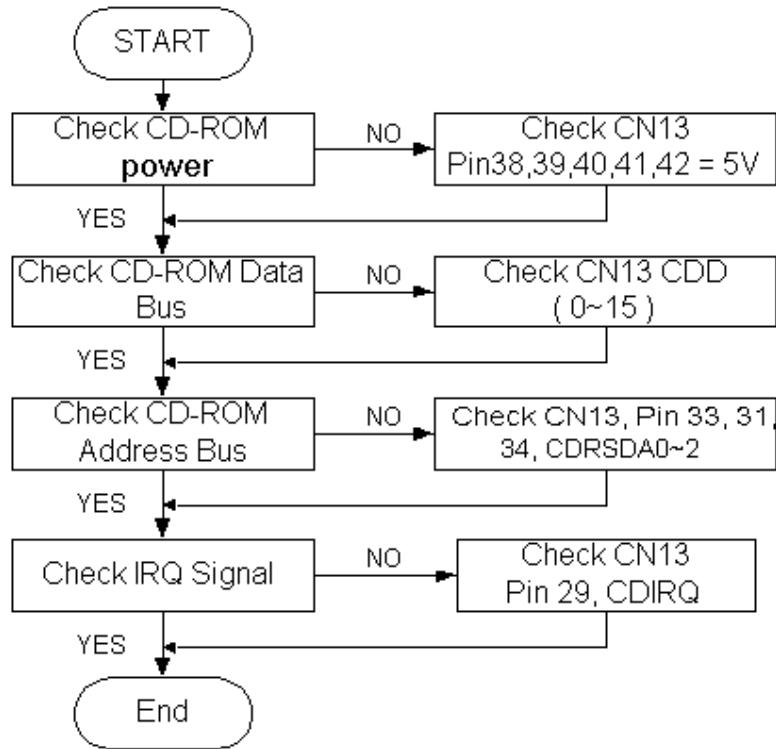 START
Check CD-ROM
power
NO
Check CN13
Pin38,39,40,41,42 = 5V
YES
Check CD-ROM Data
Bus
NO
Check CN13 CDD
( 0~15 )
YES
Check CD-ROM
Address Bus
NO
Check CN13, Pin 33, 31,
34, CDRSDA0~2
YES
Check IRQ Signal
NO
Check CN13
Pin 29, CDIRQ
YES
End